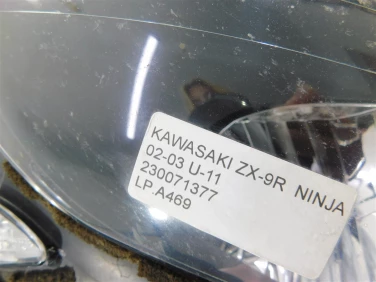 KAWASAKI ZX-9R NINJA
02-03 U-11
230071377
LP.A469